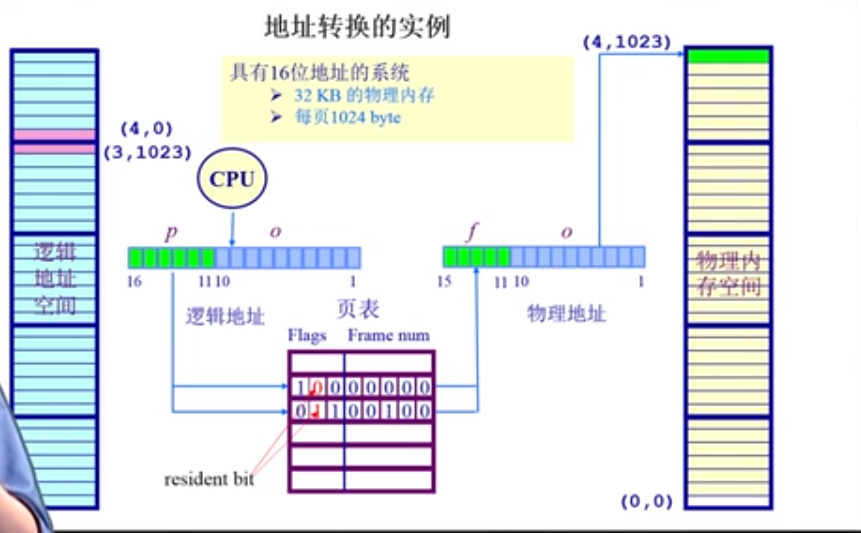 地址转换的实例
具有16位地址的系统
➢ 32 KB 的物理内存
➢ 每页1024 byte
(4,1023)
(4,0)
(3,1023)
CPU
p o
f o
16 11 10 1
15 11 10 1
逻辑地址
物理地址
逻辑
地址
空间
物理内
存空间
页表
Flags Frame num
1 0 0 0 0 0 0 0
0 1 1 0 0 1 0 0
resident bit
(0,0)